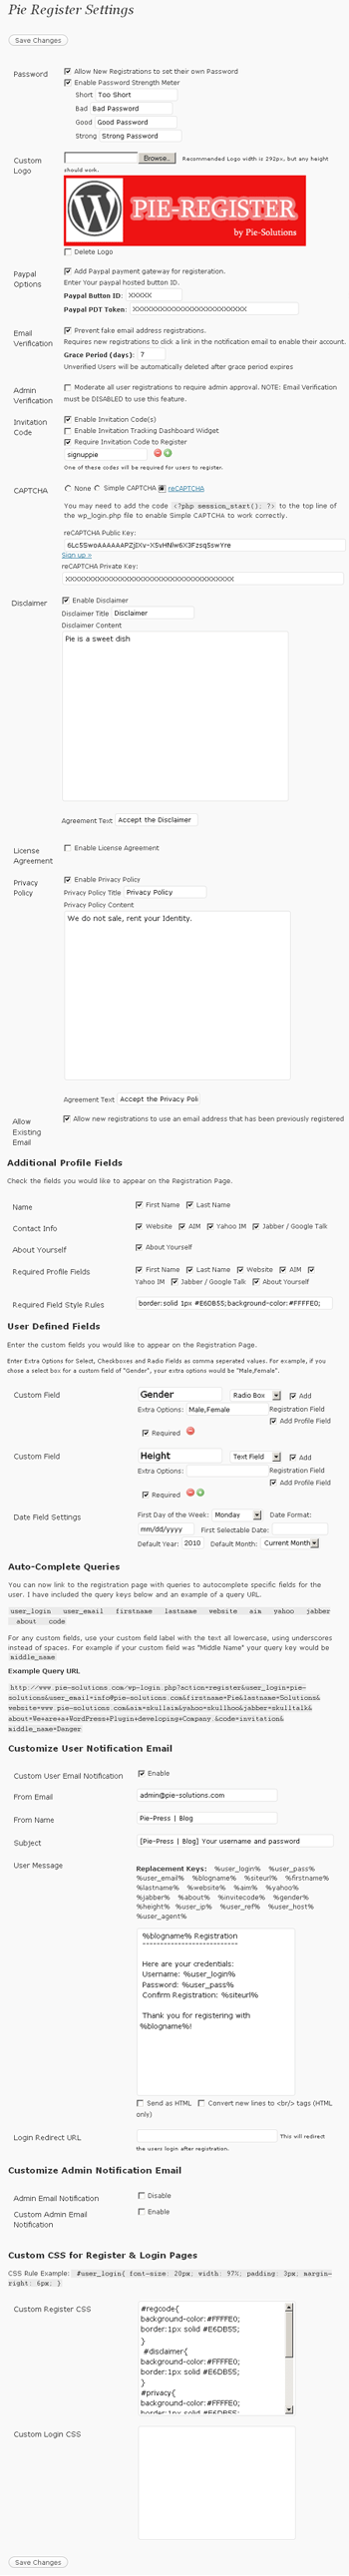 Pie Register Settings
Save Changes
Password
Allow New Registrations to set their own Password
Enable Password Strength Meter
Short Too Short
Bad Bad Password
Good Good Password
Strong Strong Password
Custom Logo
Browse.. Recommended Logo width is 292px, but any height
should work.
PIE-REGISTER
by Pie-Solutions
Delete Logo
Paypal Options
Add Paypal payment gateway for registeration.
Enter Your paypal hosted button ID.
Paypal Button ID: XXXXX
Paypal PDT Token:
Email Verification
Prevent fake email address registrations.
Requires new registrations to click a link in the notification email to enable their account.
Grace Period (days): 7
Unverified Users will be automatically deleted after grace period expires
Admin Verification
Moderate all user registrations to require admin approval. NOTE: Email Verification
must be DISABLED to use this feature.
Invitation Code
Enable Invitation Code(s)
Enable Invitation Tracking Dashboard Widget
Require Invitation Code to Register
signuppie
One of these codes will be required for users to register.
CAPTCHA
None Simple CAPTCHA reCAPTCHA
You may need to add the code <?php session_start(); ?> to the top line of
the wp_login.php file to enable Simple CAPTCHA to work correctly.
reCAPTCHA Public Key:
Sign up »
reCAPTCHA Private Key:
Disclaimer
Enable Disclaimer
Disclaimer Title Disclaimer
Disclaimer Content
Pie is a sweet dish
Agreement Text Accept the Disclaimer
License Agreement
Enable License Agreement
Privacy Policy
Enable Privacy Policy
Privacy Policy Title Privacy Policy
Privacy Policy Content
We do not sale, rent your Identity.
Agreement Text Accept the Privacy Poli
Allow Existing Email
Allow new registrations to use an email address that has been previously registered
Additional Profile Fields
Check the fields you would like to appear on the Registration Page.
Name First Name Last Name
Contact Info Website AIM Yahoo IM Jabber / Google Talk
About Yourself About Yourself
Required Profile Fields First Name Last Name Website AIM
Yahoo IM Jabber / Google Talk About Yourself
Required Field Style Rules border:solid 1px #E6DB55;background-color:#FFFFE0;
User Defined Fields
Enter the custom fields you would like to appear on the Registration Page.
Enter Extra Options for Select, Checkboxes and Radio Fields as comma seperated values. For example, if you
chose a select box for a custom field of "Gender", your extra options would be "Male,Female".
Custom Field Gender Radio Box Add
Extra Options: Male,Female Registration Field
Add Profile Field
Required
Custom Field Height Text Field Add
Extra Options: Registration Field
Add Profile Field
Required
Date Field Settings First Day of the Week: Monday Date Format:
mm/dd/yyyy First Selectable Date:
Default Year: 2010 Default Month: Current Month
Auto-Complete Queries
You can now link to the registration page with queries to autocomplete specific fields for the
user. I have included the query keys below and an example of a query URL.
user_login user_email firstname lastname website aim yahoo jabber
about code
For any custom fields, use your custom field label with the text all lowercase, using underscores
instead of spaces. For example if your custom field was "Middle Name" your query key would be
middle_name
Example Query URL
http://www.pie-solutions.com/wp-login.php?action=register&user_login=pie-
solutions&user_email=info@pie-solutions.com&firstname=Pie&lastname=Solutions&
website=www.pie-solutions.com&aim=skullaim&yahoo=skullhoo&jabber=skulltalk&
about=We+are+a+WordPress+Plugin+developing+Company.&code=invitation&
middle_name=Danger
Customize User Notification Email
Custom User Email Notification Enable
From Email admin@pie-solutions.com
From Name Pie-Press | Blog
Subject [Pie-Press | Blog] Your username and password
User Message
Replacement Keys: %user_login% %user_pass%
%user_email% %blogname% %siteurl% %firstname%
%lastname% %website% %aim% %yahoo%
%jabber% %about% %invitecode% %gender%
%height% %user_ip% %user_ref% %user_host%
%user_agent%
%blogname% Registration
Here are your credentials:
Username: %user_login%
Password: %user_pass%
Confirm Registration: %siteurl%
Thank you for registering with
%blogname%!
Send as HTML Convert new lines to <br/> tags (HTML
only)
Login Redirect URL This will redirect
the users login after registration.
Customize Admin Notification Email
Admin Email Notification Disable
Custom Admin Email Notification Enable
Custom CSS for Register & Login Pages
CSS Rule Example: #user_login{ font-size: 20px; width: 97%; padding: 3px; margin-
right: 6px; }
Custom Register CSS
#regcode{
background-color:#FFFFE0;
border:1px solid #E6DB55;
}
#disclaimer{
background-color:#FFFFE0;
border:1px solid #E6DB55;
}
#privacy{
background-color:#FFFFE0;
border:1px solid #E6DB55;
Custom Login CSS
Save Changes